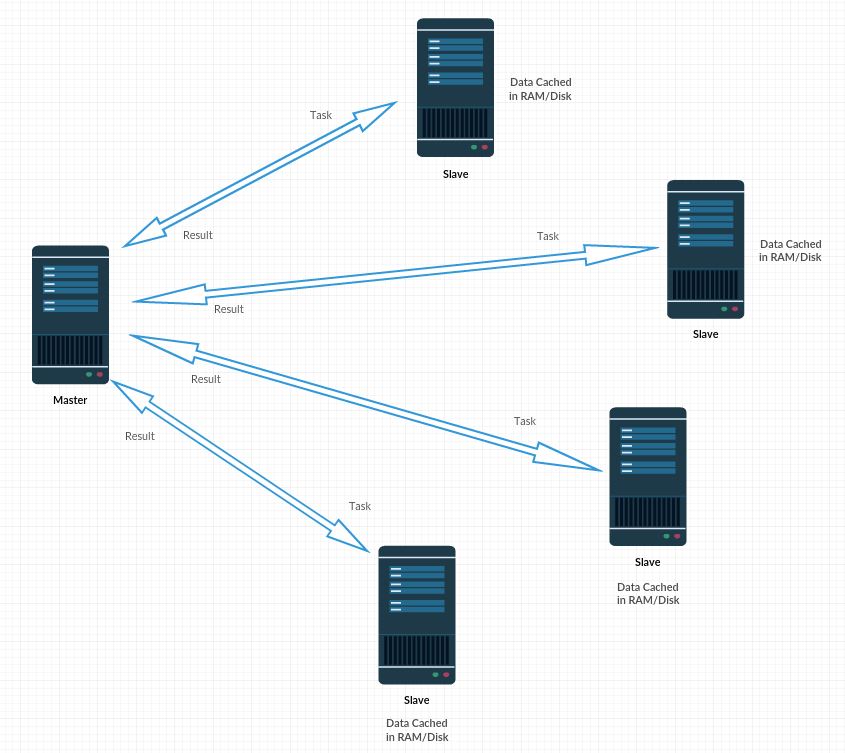 Data Cached
in RAM/Disk
Task
Slave
Result
Task
Data Cached
in RAM/Disk
Result
Slave
Result
Master
Task
Result
Task
Slave
Data Cached
in RAM/Disk
Slave
Data Cached
in RAM/Disk